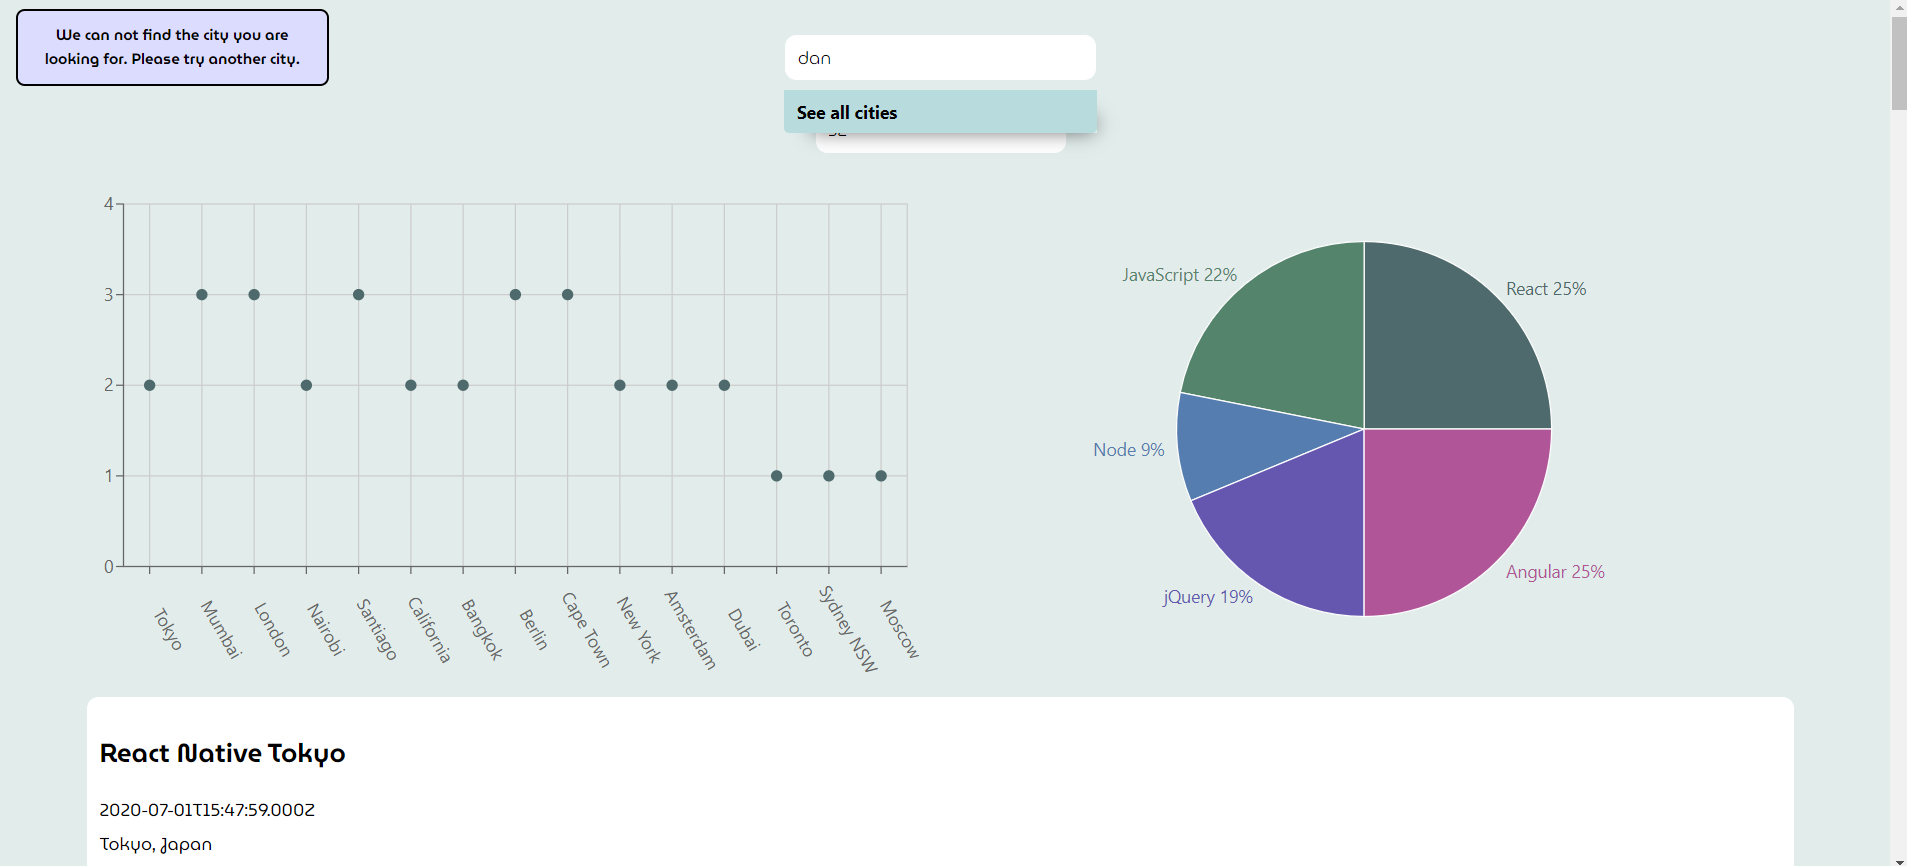 We can not find the city you are
looking for. Please try another city.
dan
See all cities
4
3
2
1
0
Tokyo
Mumbai
London
Nairobi
Santiago
California
Bangkok
Berlin
Cape Town
New York
Amsterdam
Dubai
Toronto
Sydney NSW
Moscow
JavaScript 22%
React 25%
Node 9%
jQuery 19%
Angular 25%
React Native Tokyo
2020-07-01T15:47:59.000Z
Tokyo, Japan